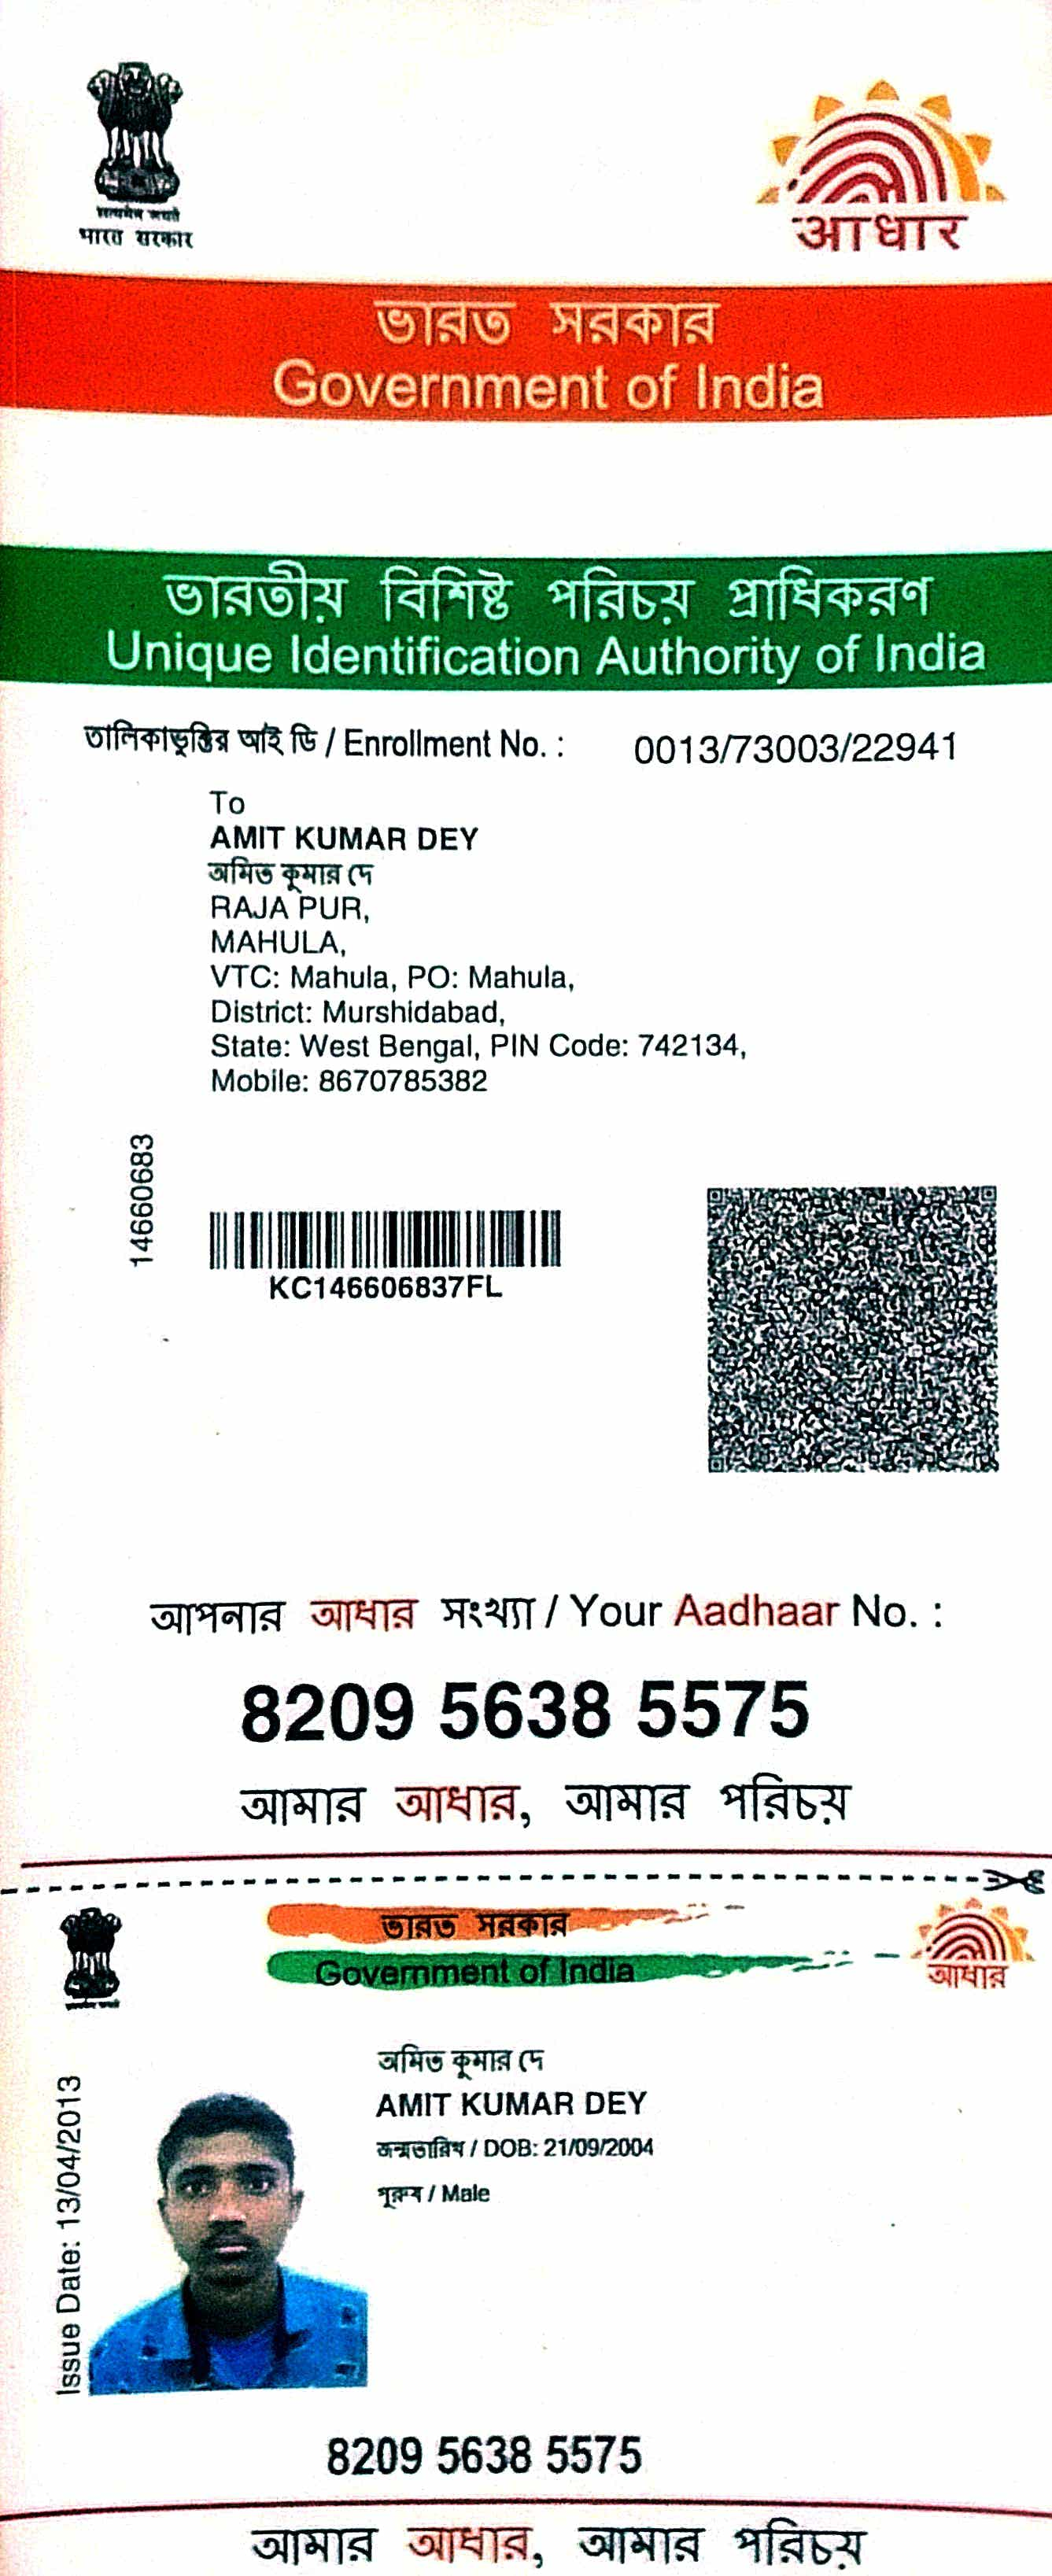 सत्यमेव जयते
भारत सरकार
आधार
ভারত সরকার
Government of India
ভারতীয় বিশিষ্ট পরিচয় প্রাধিকরণ
Unique Identification Authority of India
তালিকাভুক্তির আই ডি / Enrollment No. : 0013/73003/22941
To
AMIT KUMAR DEY
অমিত কুমার দে
RAJA PUR,
MAHULA,
VTC: Mahula, PO: Mahula,
District: Murshidabad,
State: West Bengal, PIN Code: 742134,
Mobile: 8670785382
14660683
KC146606837FL
আপনার আধার সংখ্যা / Your Aadhaar No. :
8209 5638 5575
আমার আধার, আমার পরিচয়
ভারত সরকার
Government of India
আধার
Issue Date: 13/04/2013
অমিত কুমার দে
AMIT KUMAR DEY
জন্মতারিখ / DOB: 21/09/2004
পুরুষ / Male
8209 5638 5575
আমার আধার, আমার পরিচয়